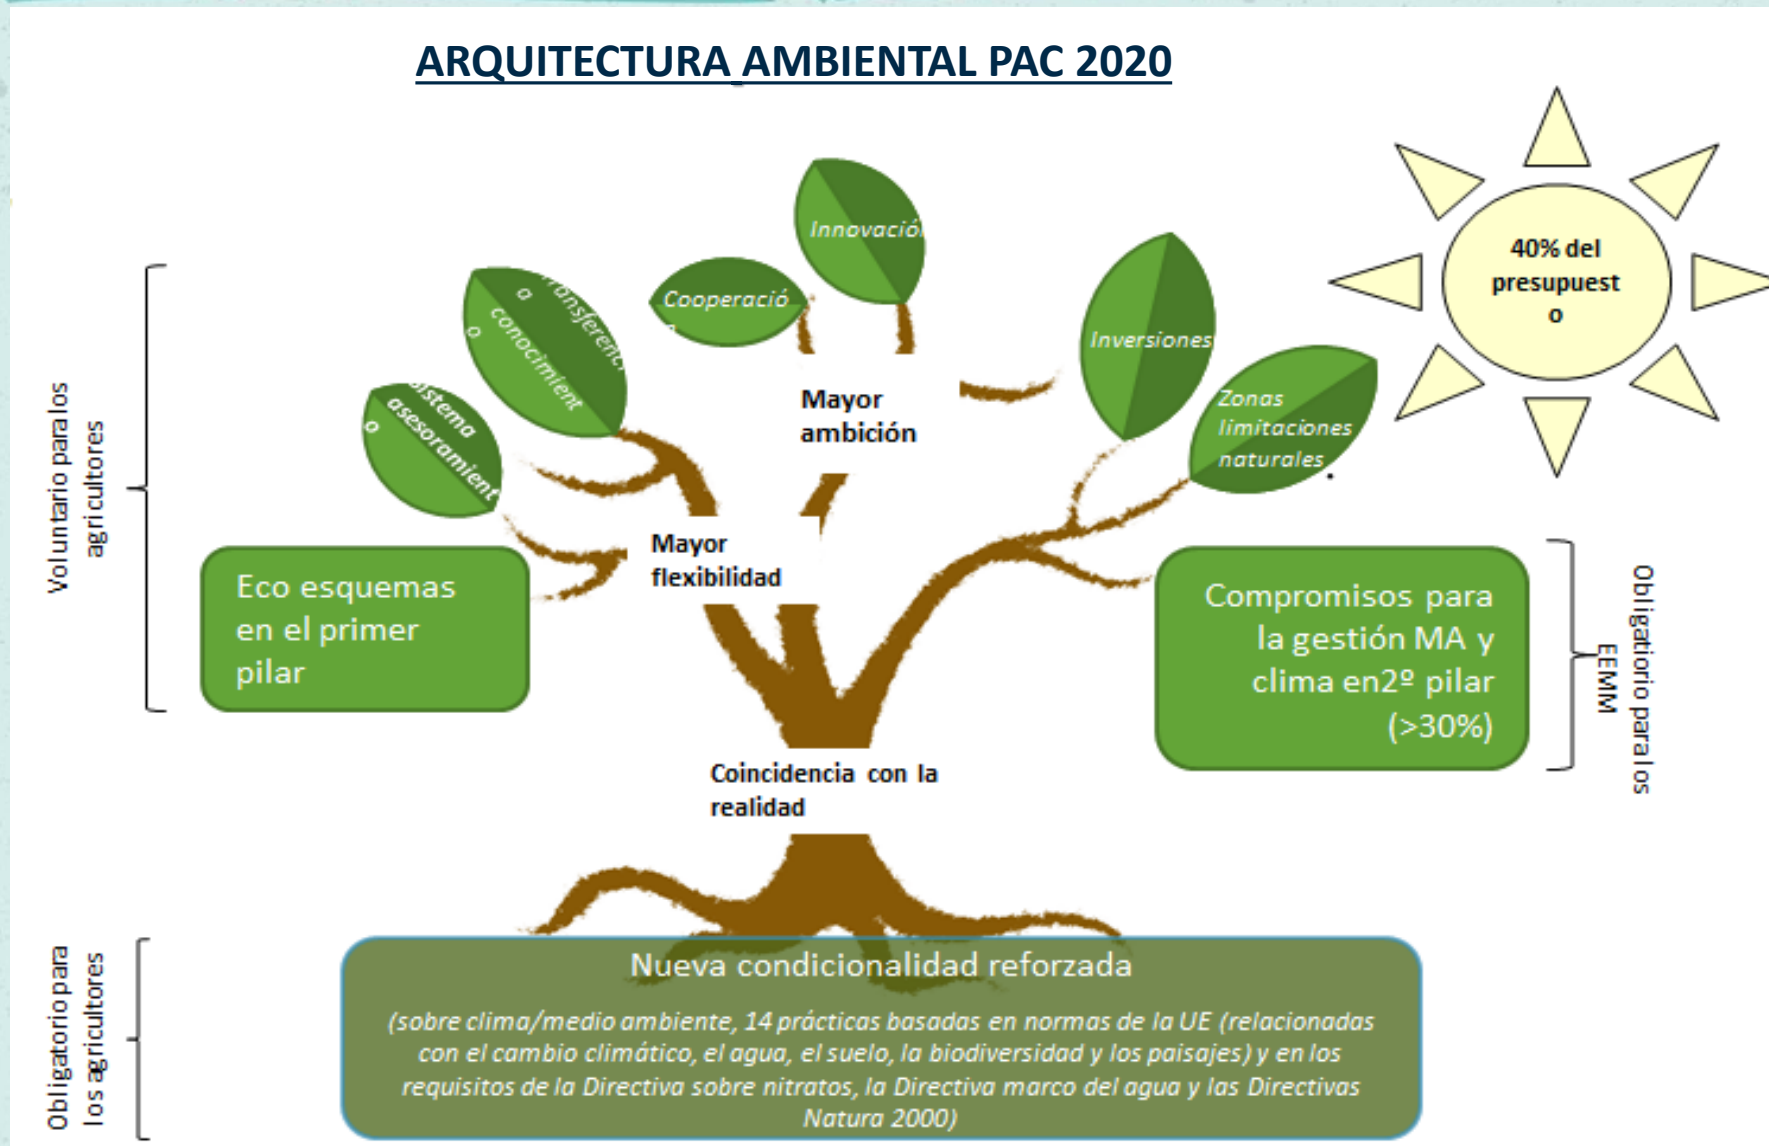 ARQUITECTURA AMBIENTAL PAC 2020
Innovació
Cooperació
Transferenci
a
conocimient
o
Sistema
asesoramient
o
Inversiones
Zonas
limitaciones
naturales
40% del
presupuest
o
Mayor
ambición
Mayor
flexibilidad
Voluntario para los
agricultores
Eco esquemas
en el primer
pilar
Compromisos para
la gestión MA y
clima en2º pilar
(>30%)
Obligatiorio para los
EEMM
Coincidencia con la
realidad
Obligatorio para
los agricultores
Nueva condicionalidad reforzada
(sobre clima/medio ambiente, 14 prácticas basadas en normas de la UE (relacionadas
con el cambio climático, el agua, el suelo, la biodiversidad y los paisajes) y en los
requisitos de la Directiva sobre nitratos, la Directiva marco del agua y las Directivas
Natura 2000)